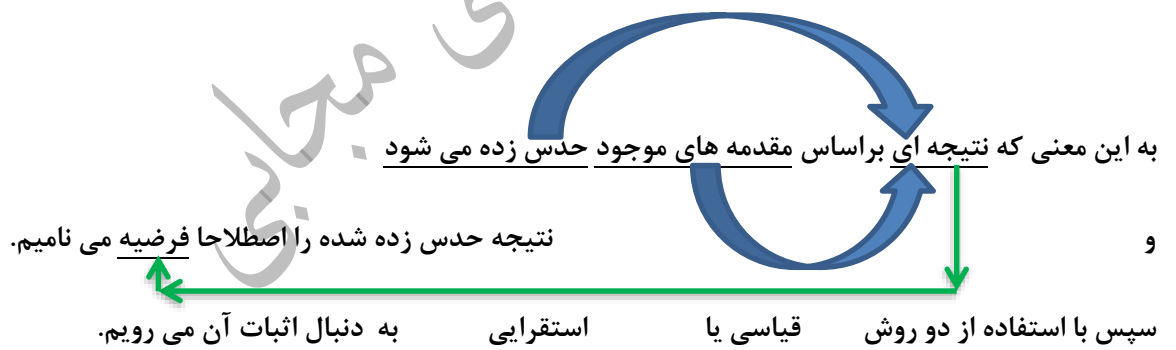 ی مجابی
به این معنی که نتیجه ای براساس مقدمه های موجود حدس زده می شود
و نتیجه حدس زده شده را اصطلاحا فرضیه می نامیم.
سپس با استفاده از دو روش قیاسی یا استقرایی به دنبال اثبات آن می رویم.